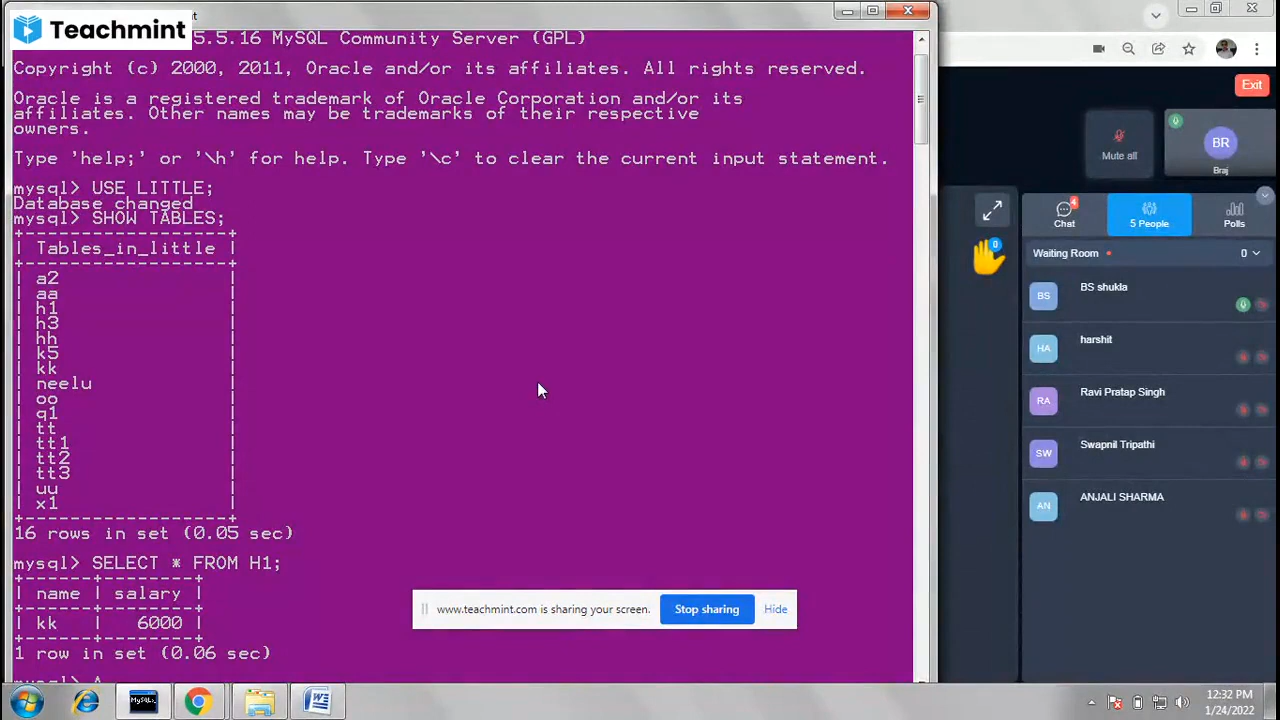 Teachmint
5.5.16 MySQL Community Server (GPL)
Copyright (c) 2000, 2011, Oracle and/or its affiliates. All rights reserved.
Oracle is a registered trademark of Oracle Corporation and/or its
affiliates. Other names may be trademarks of their respective
owners.
Type 'help;' or '\h' for help. Type '\c' to clear the current input statement.
mysql> USE LITTLE;
Database changed
mysql> SHOW TABLES;
+-------------------+
| Tables_in_little |
+-------------------+
| a2 |
| aa |
| h1 |
| h3 |
| hh |
| k5 |
| kk |
| neelu |
| oo |
| q1 |
| tt |
| tt1 |
| tt2 |
| tt3 |
| uu |
| x1 |
+-------------------+
16 rows in set (0.05 sec)
mysql> SELECT * FROM H1;
+------+--------+
| name | salary |
+------+--------+
| kk | 6000 |
+------+--------+
1 row in set (0.06 sec)
mysql> A
www.teachmint.com is sharing your screen.
Stop sharing
Hide
Exit
Mute all
BR
Braj
4
Chat
5 People
Polls
0
Waiting Room
0
BS
BS shukla
HA
harshit
RA
Ravi Pratap Singh
SW
Swapnil Tripathi
AN
ANJALI SHARMA
12:32 PM
1/24/2022